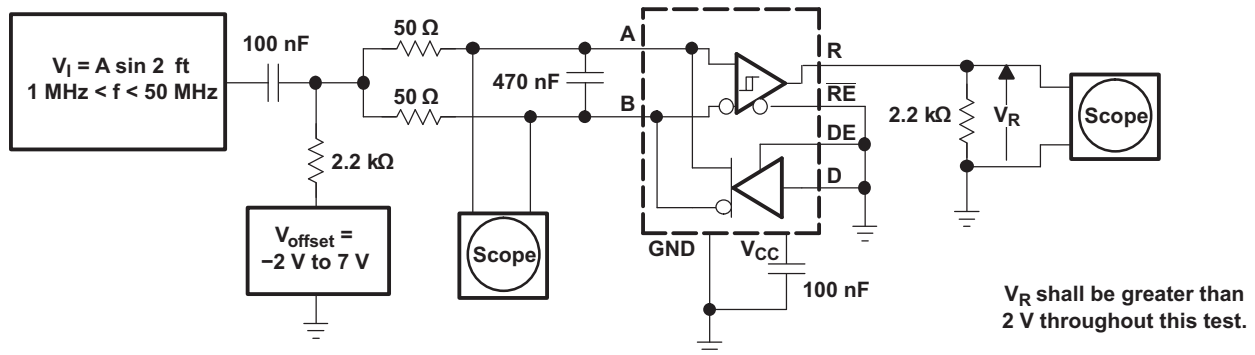 V_I = A sin 2 ft
1 MHz < f < 50 MHz
100 nF
50 Ω
50 Ω
2.2 kΩ
V_offset =
−2 V to 7 V
470 nF
Scope
A
B
R
RE
DE
D
GND
V_CC
100 nF
2.2 kΩ
V_R
Scope
V_R shall be greater than
2 V throughout this test.